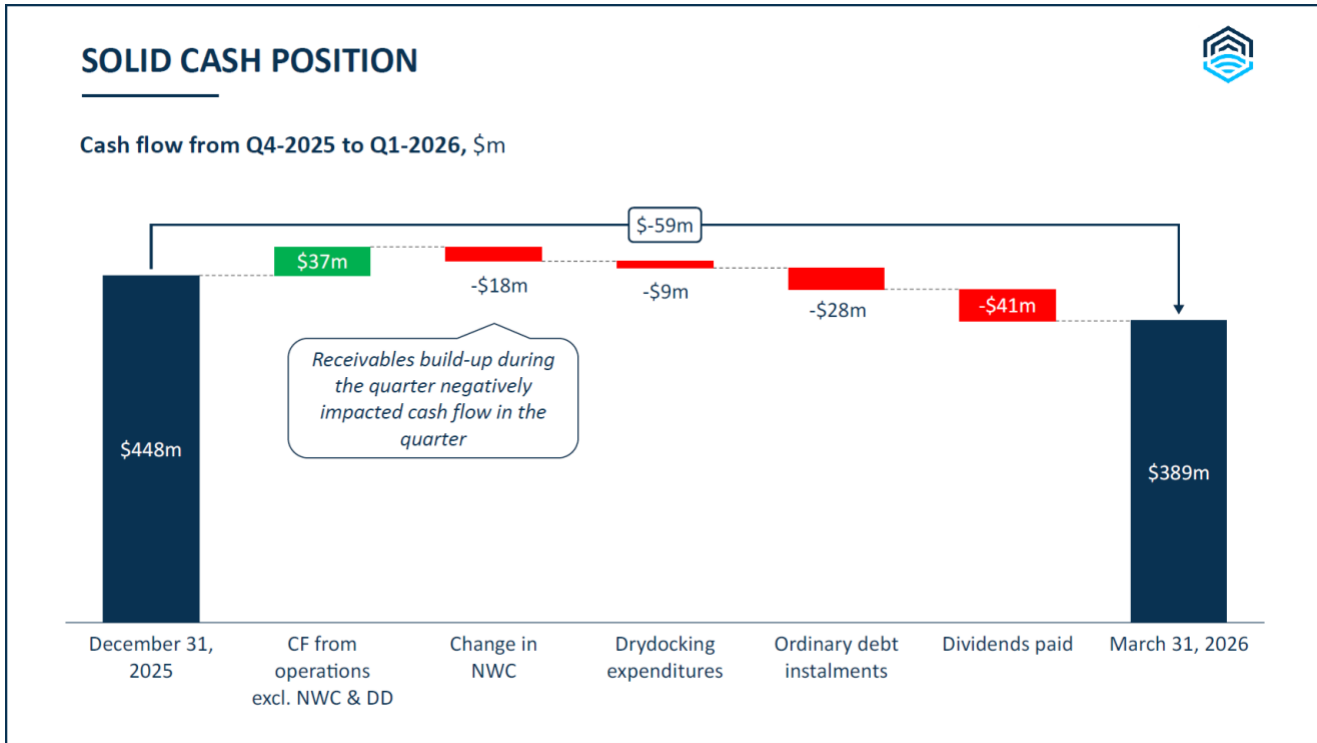 SOLID CASH POSITION
Cash flow from Q4-2025 to Q1-2026, $m
$-59m
$37m
-$18m
-$9m
-$28m
-$41m
Receivables build-up during
the quarter negatively
impacted cash flow in the
quarter
$448m
$389m
December 31,
2025
CF from
operations
excl. NWC & DD
Change in
NWC
Drydocking
expenditures
Ordinary debt
instalments
Dividends paid
March 31, 2026